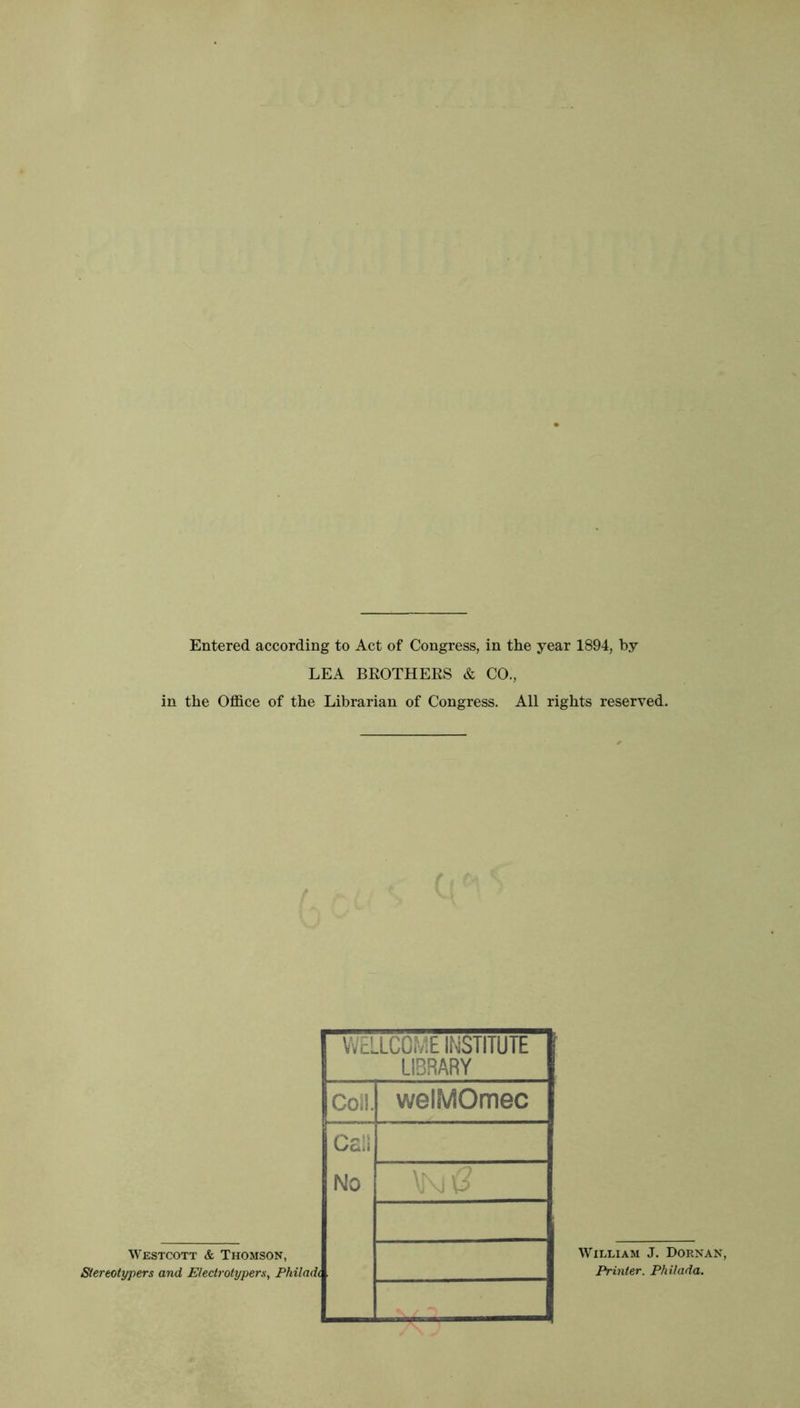 Entered according to Act of Congress, in the year 1894, by
LEA BROTHERS & CO.,
in the Office of the Librarian of Congress. All rights reserved.
WELLCOME INSTITUTE
LIBRARY
Coll. welMOmec
Call
No WB
WESTCOTT & THOMSON,
Stereotypers and Electrotypers, Philada.
WILLIAM J. DORNAN,
Printer. Philada.